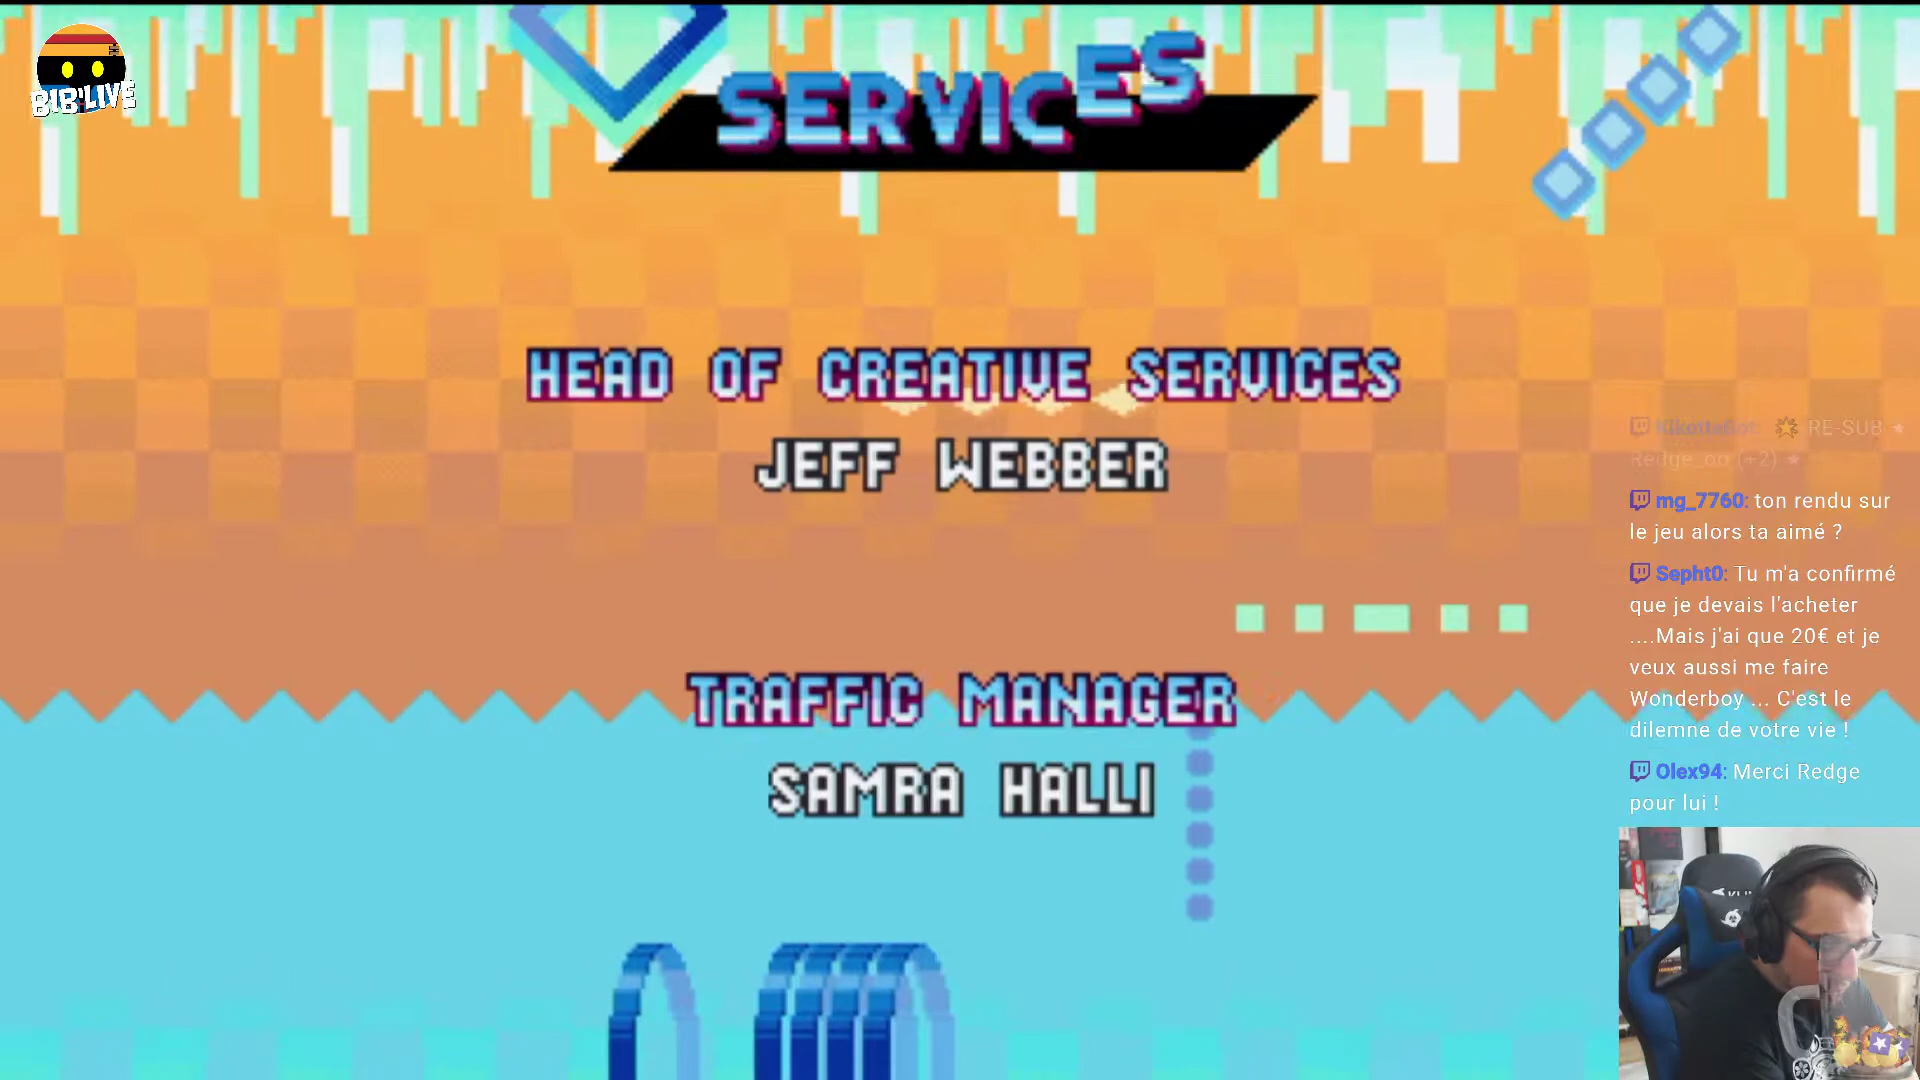 BIB'LIVE
SERVICES
HEAD OF CREATIVE SERVICES
JEFF WEBBER
TRAFFIC MANAGER
SAMRA HALLI
RE-SUB
Redge_oo (+2)
mg_7760: ton rendu sur
le jeu alors ta aimé ?
Sepht0: Tu m'a confirmé
que je devais l'acheter
....Mais j'ai que 20€ et je
veux aussi me faire
Wonderboy ... C'est le
dilemne de votre vie !
Olex94: Merci Redge
pour lui !